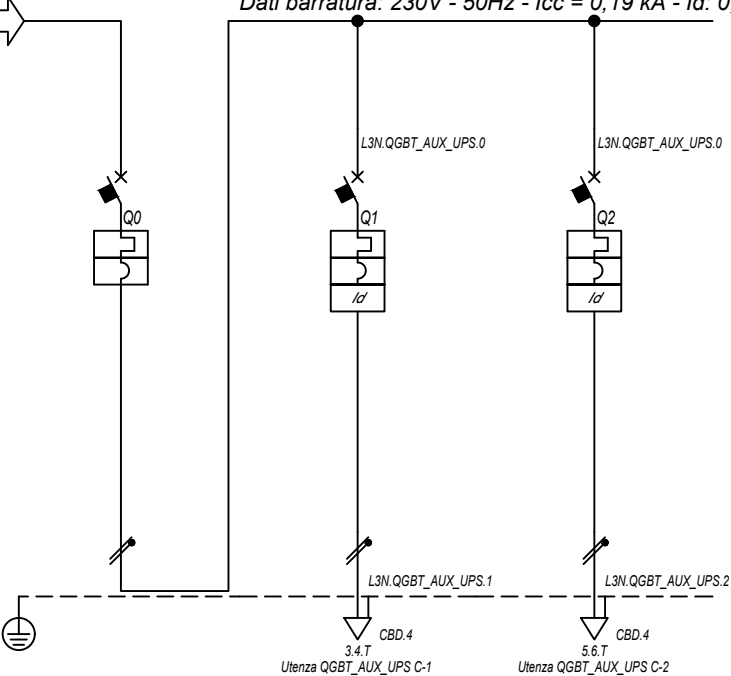 Dati barratura: 230V - 50Hz - Icc = 0,19 kA - Id: 0,
L3N.QGBT_AUX_UPS.0
L3N.QGBT_AUX_UPS.0
Q0
Q1
Q2
Id
Id
L3N.QGBT_AUX_UPS.1
L3N.QGBT_AUX_UPS.2
CBD.4
CBD.4
3.4.T
5.6.T
Utenza QGBT_AUX_UPS C-1
Utenza QGBT_AUX_UPS C-2